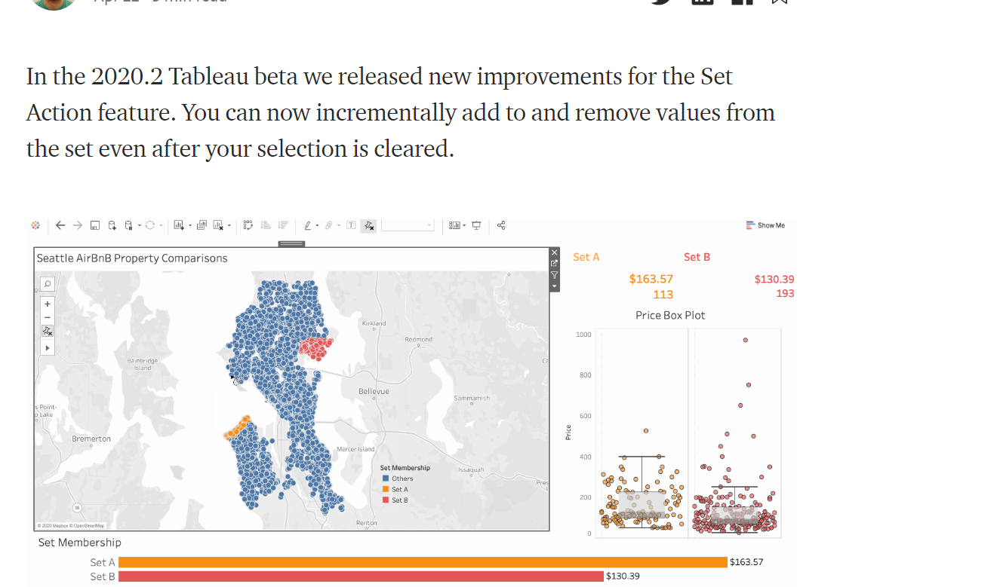 In the 2020.2 Tableau beta we released new improvements for the Set
Action feature. You can now incrementally add to and remove values from
the set even after your selection is cleared.
Show Me
Seattle AirBnB Property Comparisons
Set A
Set B
$163.57
$130.39
113
193
Price Box Plot
Kirkland
Redmond
Bainbridge
Island
Bellevue
Sammamish
Bremerton
Mercer Island
Issaquah
Renton
16
Set Membership
Others
Set A
Set B
© 2020 Mapbox © OpenStreetMap
Price
1000
800
600
400
200
0
Set Membership
Set A
$163.57
Set B
$130.39